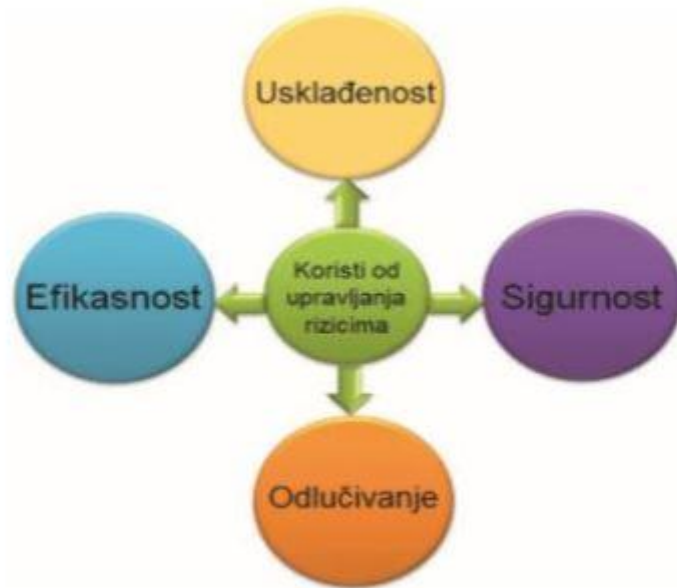 Usklađenost
Efikasnost
Koristi od
upravljanja
rizicima
Sigurnost
Odlučivanje